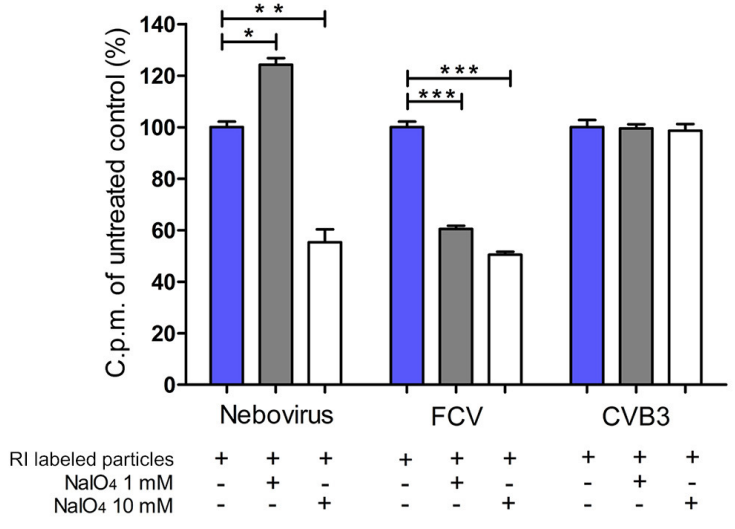 C.p.m. of untreated control (%)
140
120
100
80
60
40
20
0
* *
*
***
***
Nebovirus FCV CVB3
RI labeled particles + + + + + + + + +
NaIO4 1 mM - + - - + - - + -
NaIO4 10 mM - - + - - + - - +